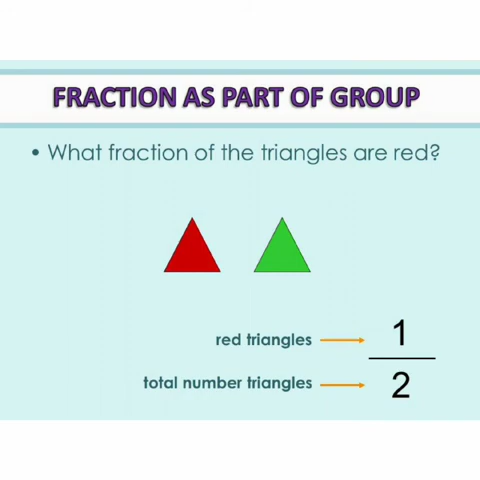 FRACTION AS PART OF GROUP
• What fraction of the triangles are red?
red triangles 1
total number triangles 2